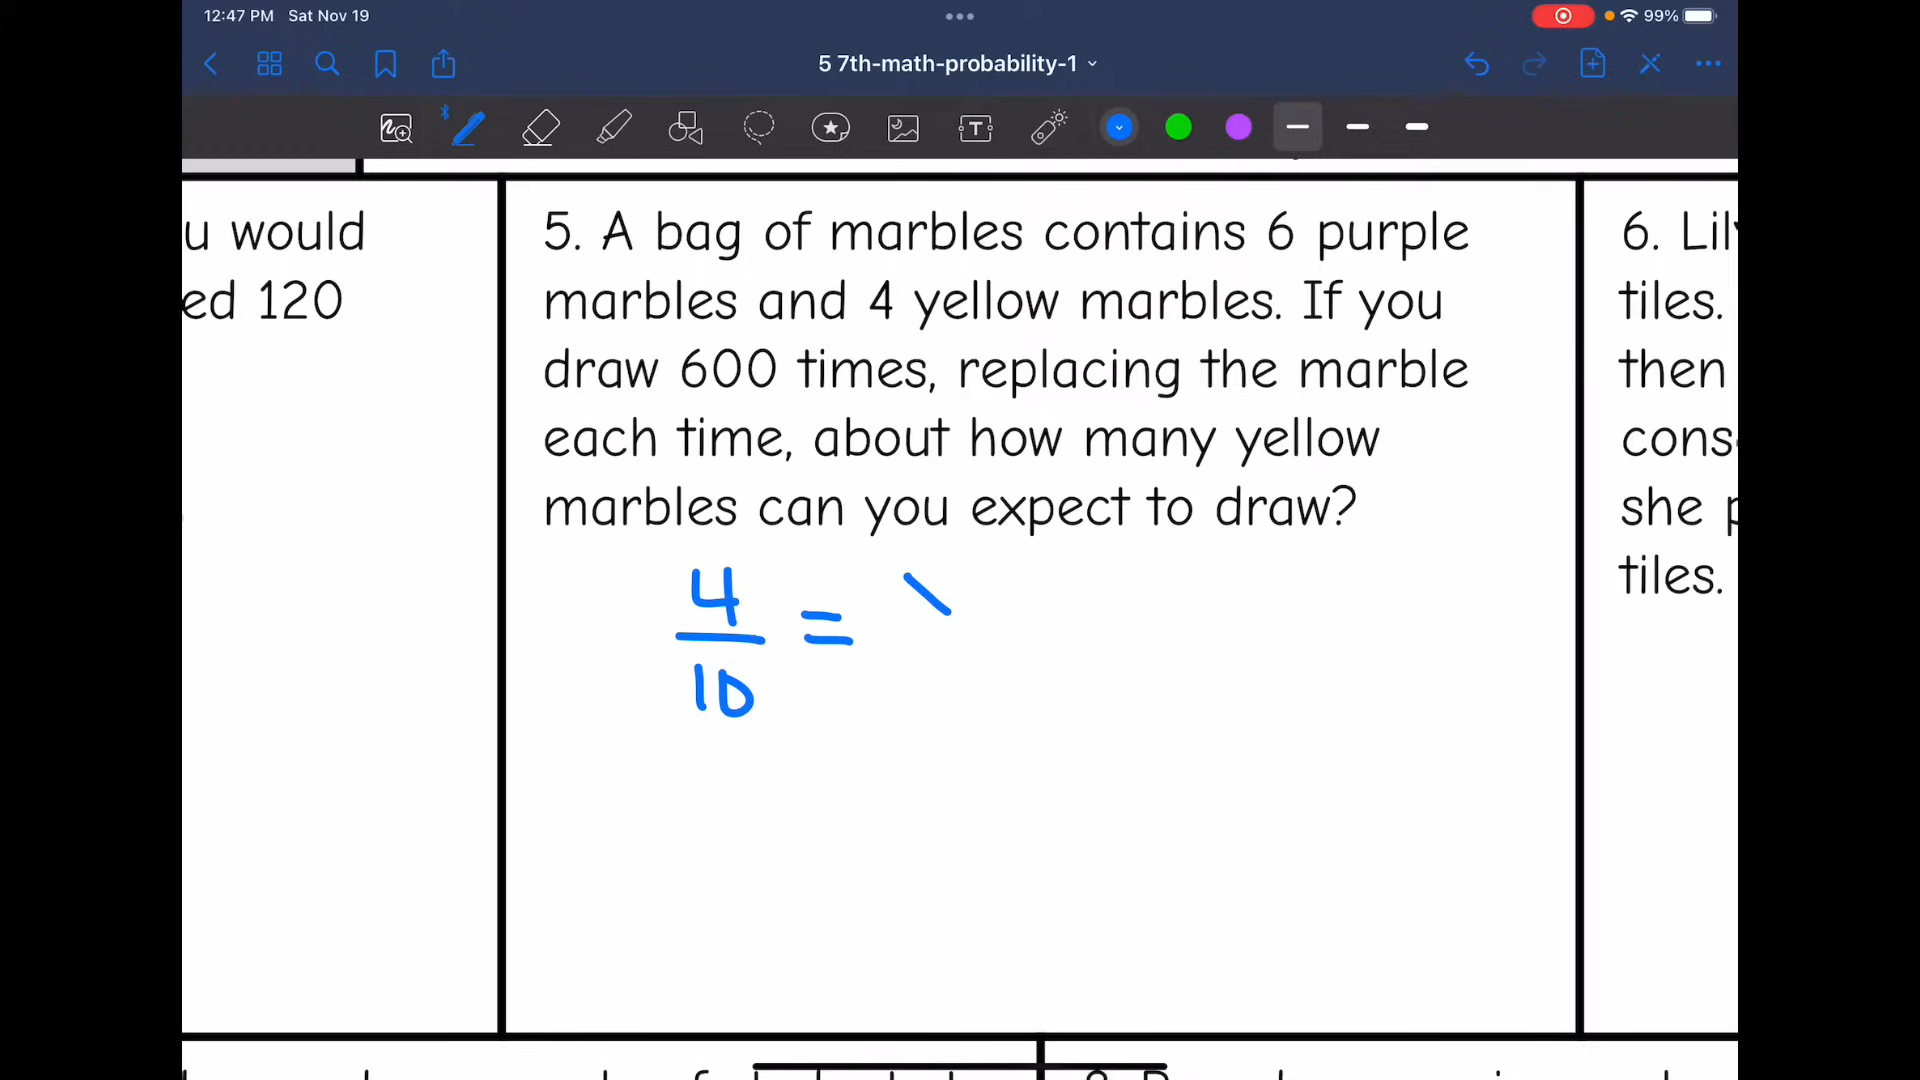 12:47 PM Sat Nov 19
99%
5 7th-math-probability-1
T
u would
ed 120
5. A bag of marbles contains 6 purple
marbles and 4 yellow marbles. If you
draw 600 times, replacing the marble
each time, about how many yellow
marbles can you expect to draw?
4
=
10
6. Lily
tiles.
then
cons
she p
tiles.